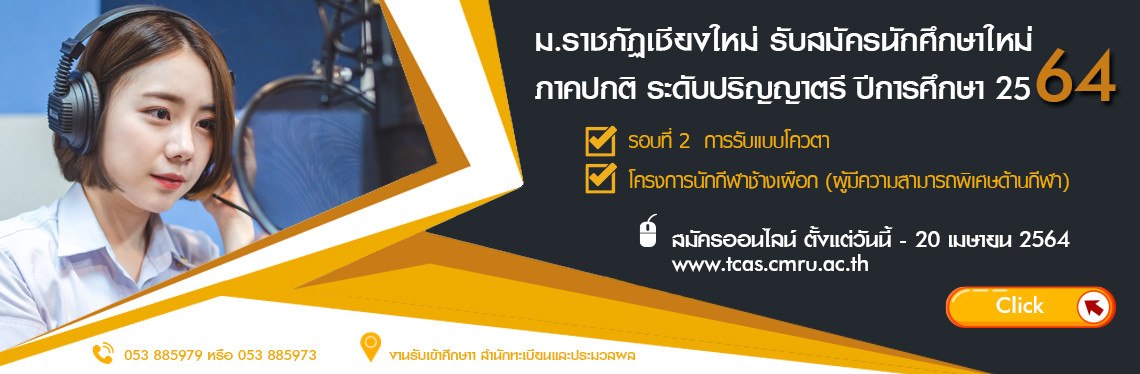 ม.ราชภัฏเชียงใหม่ รับสมัครนักศึกษาใหม่
ภาคปกติ ระดับปริญญาตรี ปีการศึกษา 2564
รอบที่ 2 การรับแบบโควตา
โครงการนักกีฬาช้างเผือก (ผู้มีความสามารถพิเศษด้านกีฬา)
สมัครออนไลน์ ตั้งแต่วันนี้ - 20 เมษายน 2564
www.tcas.cmru.ac.th
Click
053 885979 หรือ 053 885973
งานรับเข้าศึกษา สำนักทะเบียนและประมวลผล